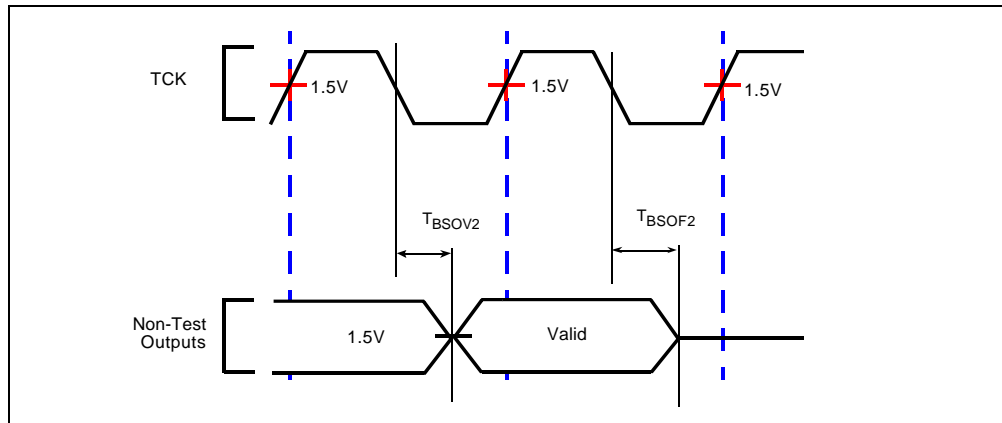 TCK
1.5V
1.5V
1.5V
TBSOV2
TBSOF2
Non-Test
Outputs
1.5V
Valid